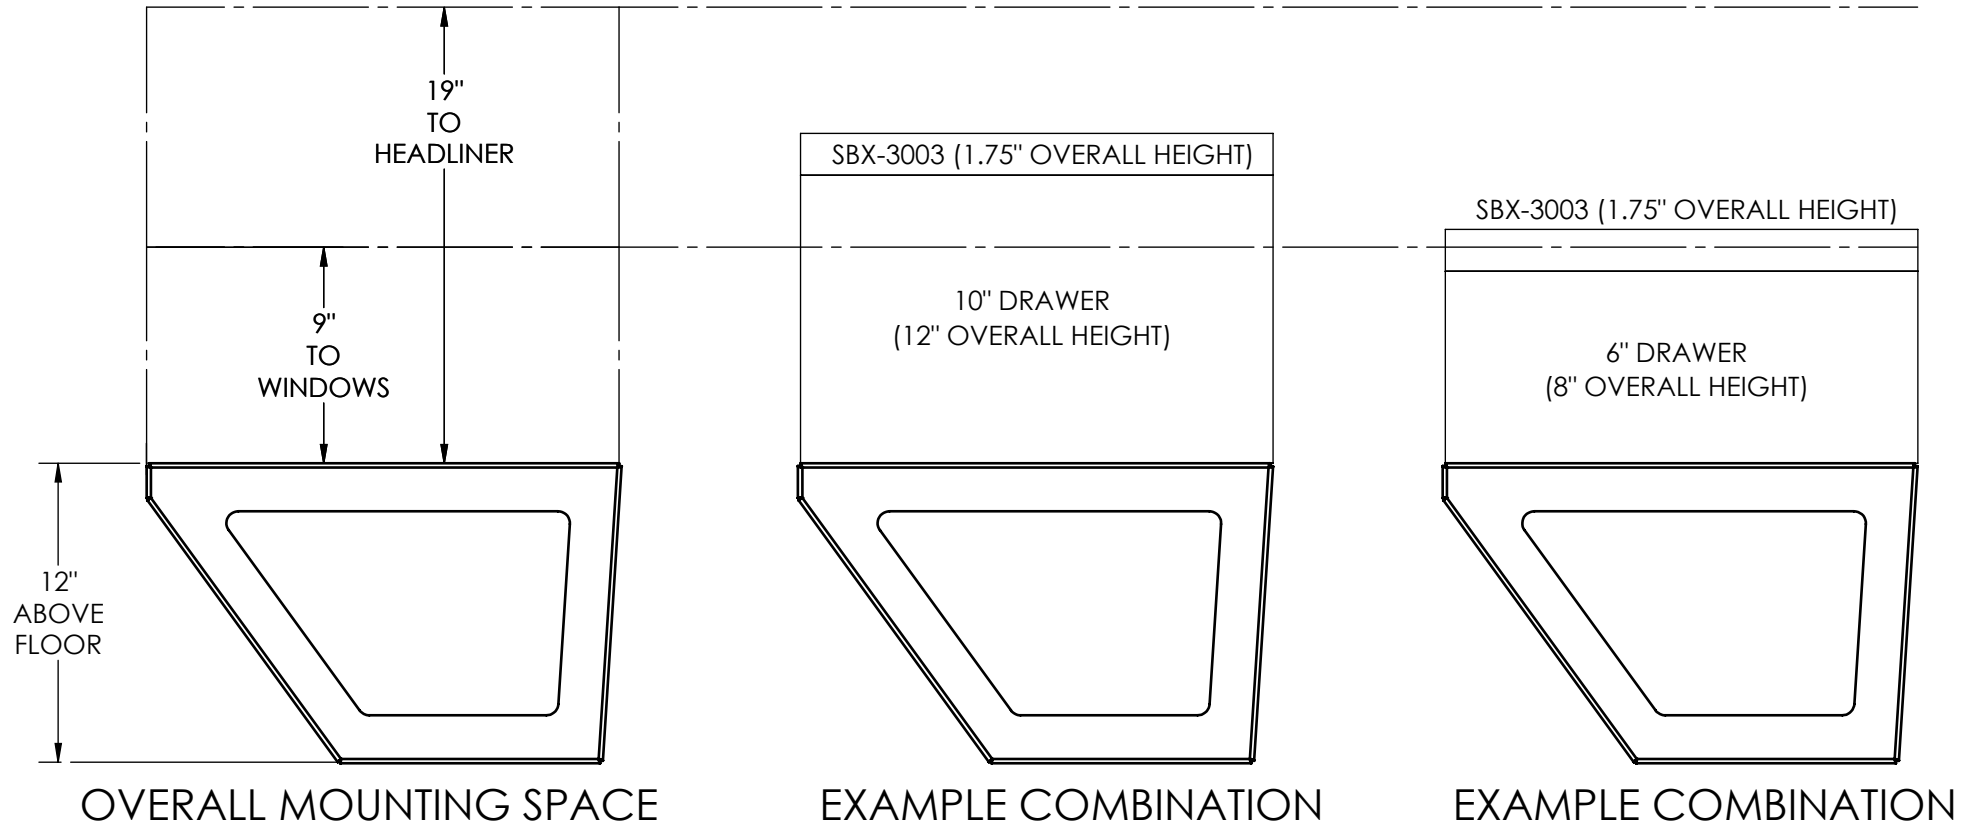 19"
TO
HEADLINER
9"
TO
WINDOWS
12"
ABOVE
FLOOR
OVERALL MOUNTING SPACE
SBX-3003 (1.75" OVERALL HEIGHT)
10" DRAWER
(12" OVERALL HEIGHT)
EXAMPLE COMBINATION
SBX-3003 (1.75" OVERALL HEIGHT)
6" DRAWER
(8" OVERALL HEIGHT)
EXAMPLE COMBINATION